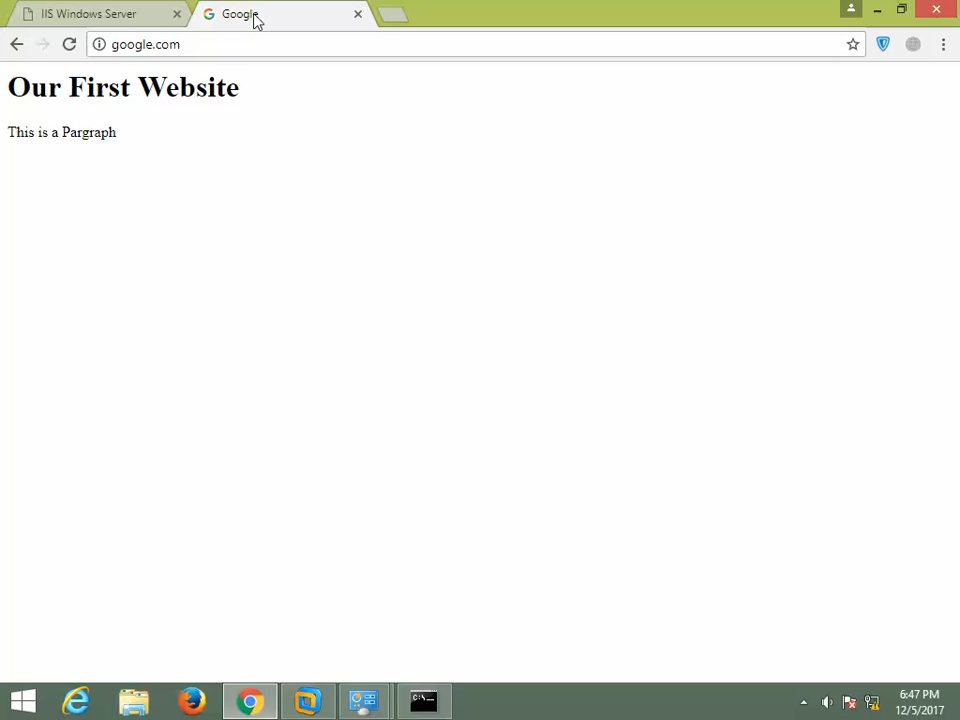 IIS Windows Server
Google
google.com
Our First Website
This is a Pargraph
C:\.
6:47 PM
12/5/2017